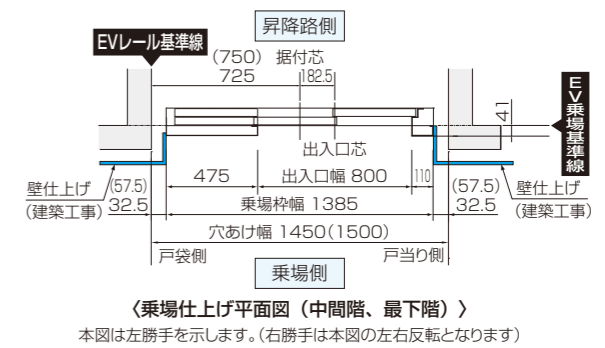 昇降路側
EVレール基準線
(750) 据付芯
725 182.5
EV乗場基準線
41
出入口芯
475 出入口幅 800 110
壁仕上げ
(建築工事)
(57.5)
32.5
乗場枠幅 1385
(57.5)
32.5
壁仕上げ
(建築工事)
穴あけ幅 1450(1500)
戸袋側
戸当り側
乗場側
〈乗場仕上げ平面図（中間階、最下階）〉
本図は左勝手を示します。(右勝手は本図の左右反転となります)